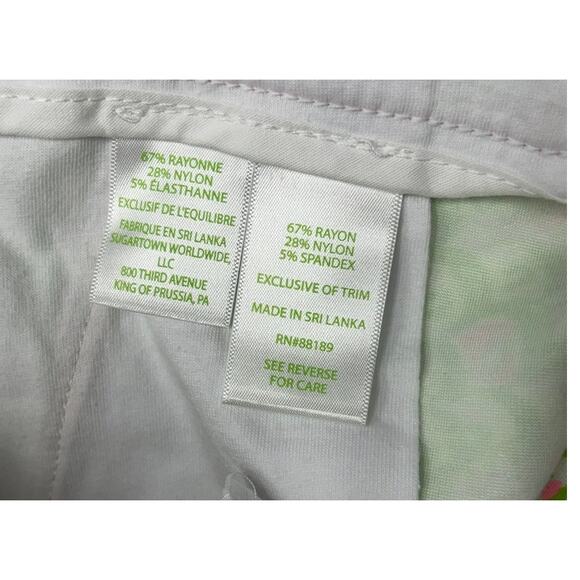 67% RAYONNE
28% NYLON
5% ÉLASTHANNE
EXCLUSIF DE L'EQUILIBRE
FABRIQUE EN SRI LANKA
SUGARTOWN WORLDWIDE,
LLC
800 THIRD AVENUE
KING OF PRUSSIA, PA
67% RAYON
28% NYLON
5% SPANDEX
EXCLUSIVE OF TRIM
MADE IN SRI LANKA
RN#88189
SEE REVERSE
FOR CARE